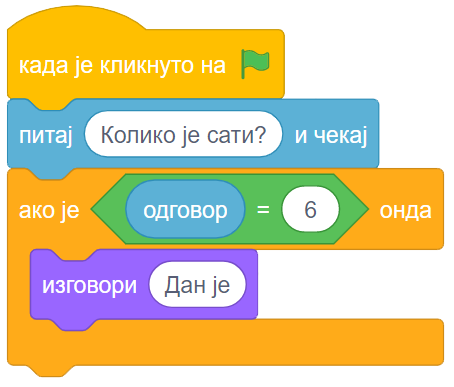 када је кликнуто на
питај Колико је сати? и чекај
ако је одговор = 6 онда
изговори Дан је